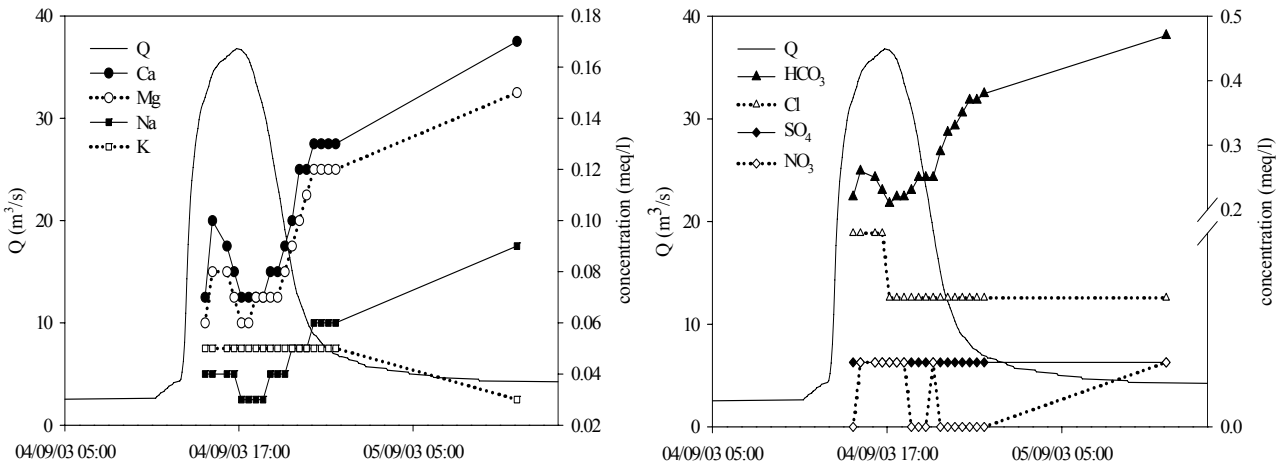 40
30
20
10
0
Q (m³/s)
Q
Ca
Mg
Na
K
0.18
0.16
0.14
0.12
0.10
0.08
0.06
0.04
0.02
concentration (meq/l)
04/09/03 05:00
04/09/03 17:00
05/09/03 05:00
40
30
20
10
0
Q (m³/s)
Q
HCO₃
Cl
SO₄
NO₃
0.5
0.4
0.3
0.2
0.0
concentration (meq/l)
04/09/03 05:00
04/09/03 17:00
05/09/03 05:00